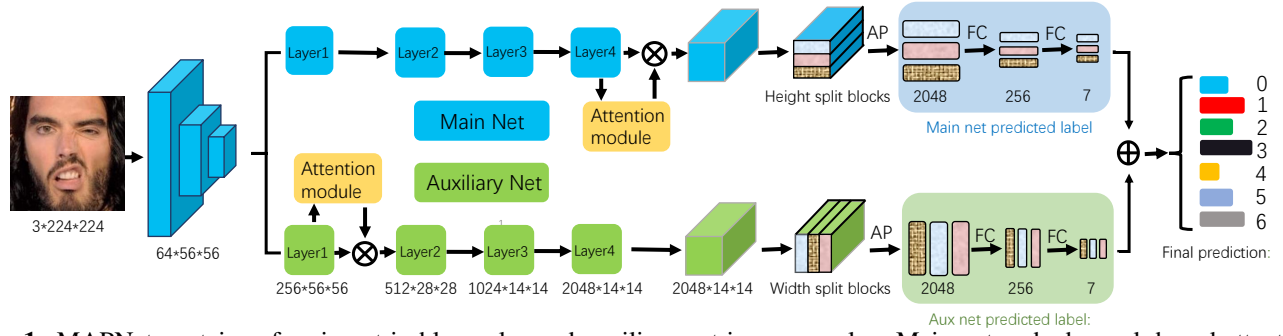 Layer1
Layer2
Layer3
Layer4
Attention
module
Height split blocks
AP
FC
FC
2048
256
7
Main net predicted label
Main Net
Auxiliary Net
3*224*224
64*56*56
Attention
module
Layer1
Layer2
1
Layer3
Layer4
256*56*56
512*28*28
1024*14*14
2048*14*14
2048*14*14
Width split blocks
AP
FC
FC
2048
256
7
Aux net predicted label:
0
1
2
3
4
5
6
Final prediction: